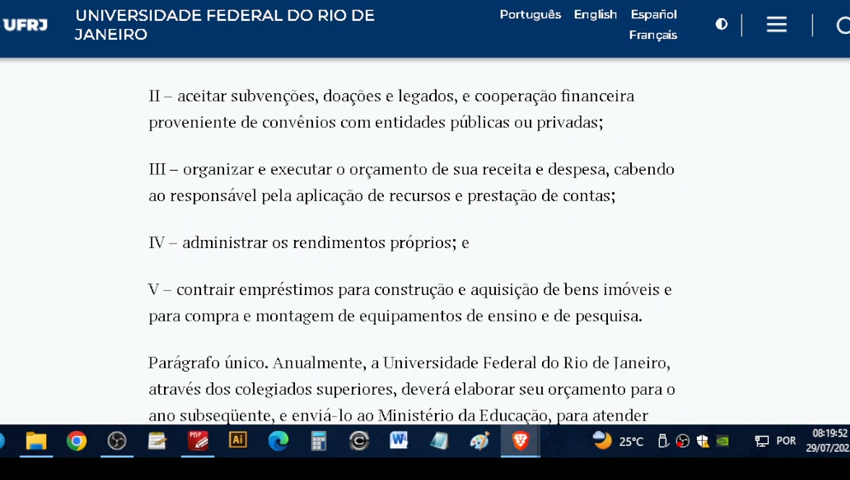 UFRJ
UNIVERSIDADE FEDERAL DO RIO DE
JANEIRO
Português English Español
Français
II – aceitar subvenções, doações e legados, e cooperação financeira
proveniente de convênios com entidades públicas ou privadas;
III – organizar e executar o orçamento de sua receita e despesa, cabendo
ao responsável pela aplicação de recursos e prestação de contas;
IV – administrar os rendimentos próprios; e
V – contrair empréstimos para construção e aquisição de bens imóveis e
para compra e montagem de equipamentos de ensino e de pesquisa.
Parágrafo único. Anualmente, a Universidade Federal do Rio de Janeiro,
através dos colegiados superiores, deverá elaborar seu orçamento para o
ano subseqüente, e enviá-lo ao Ministério da Educação, para atender
PDF
Ai
W
25°C
POR
08:19:52
29/07/202